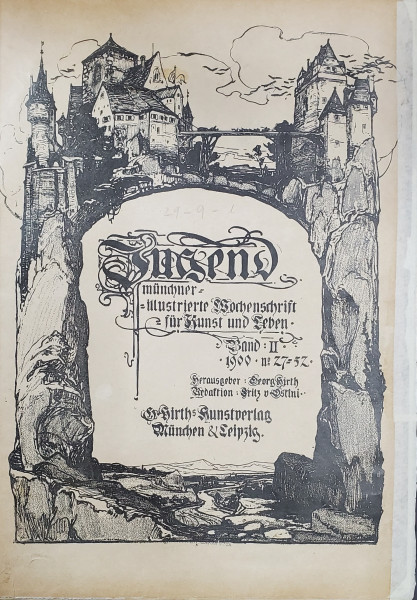 Jugend
münchner
illustrierte Wochenschrift
für Kunst und Leben.
Band · II ·
· 1900 · nº 27=52 ·
Herausgeber : Georg Hirth
Redaktion : Fritz v Ostini ·
G. Hirth's Kunstverlag
München & Leipzig.